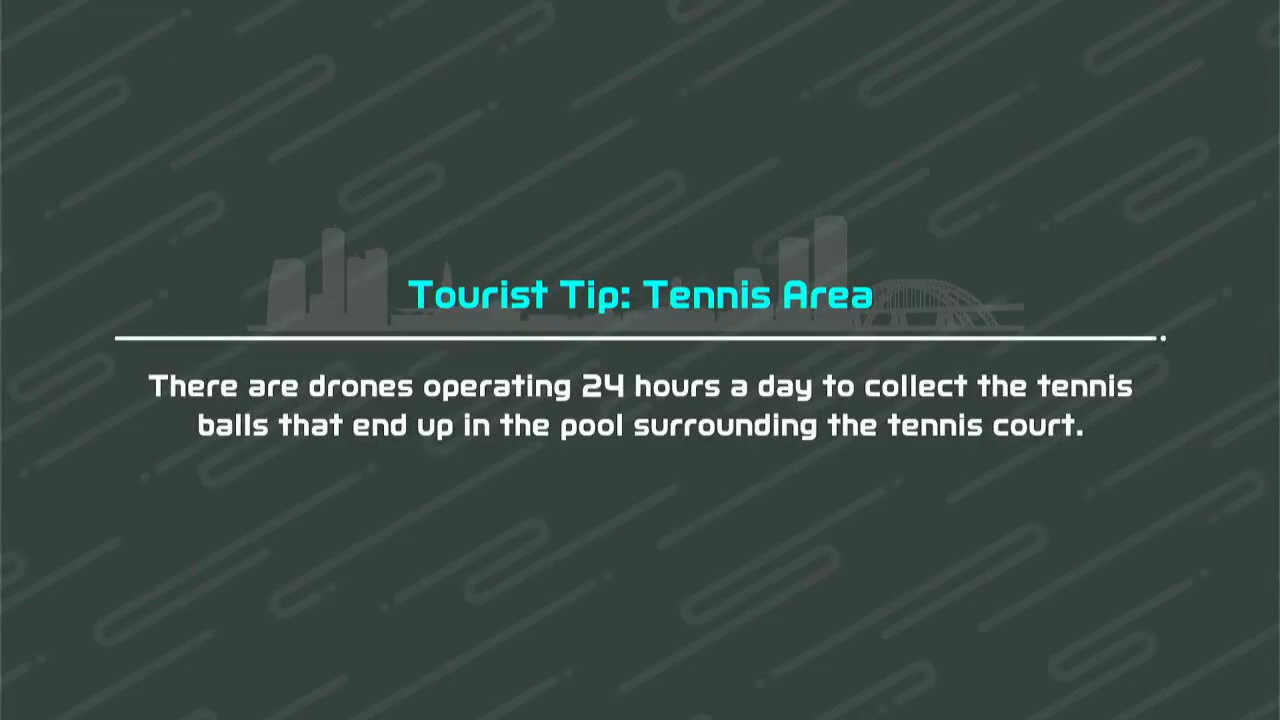 Tourist Tip: Tennis Area
There are drones operating 24 hours a day to collect the tennis
balls that end up in the pool surrounding the tennis court.